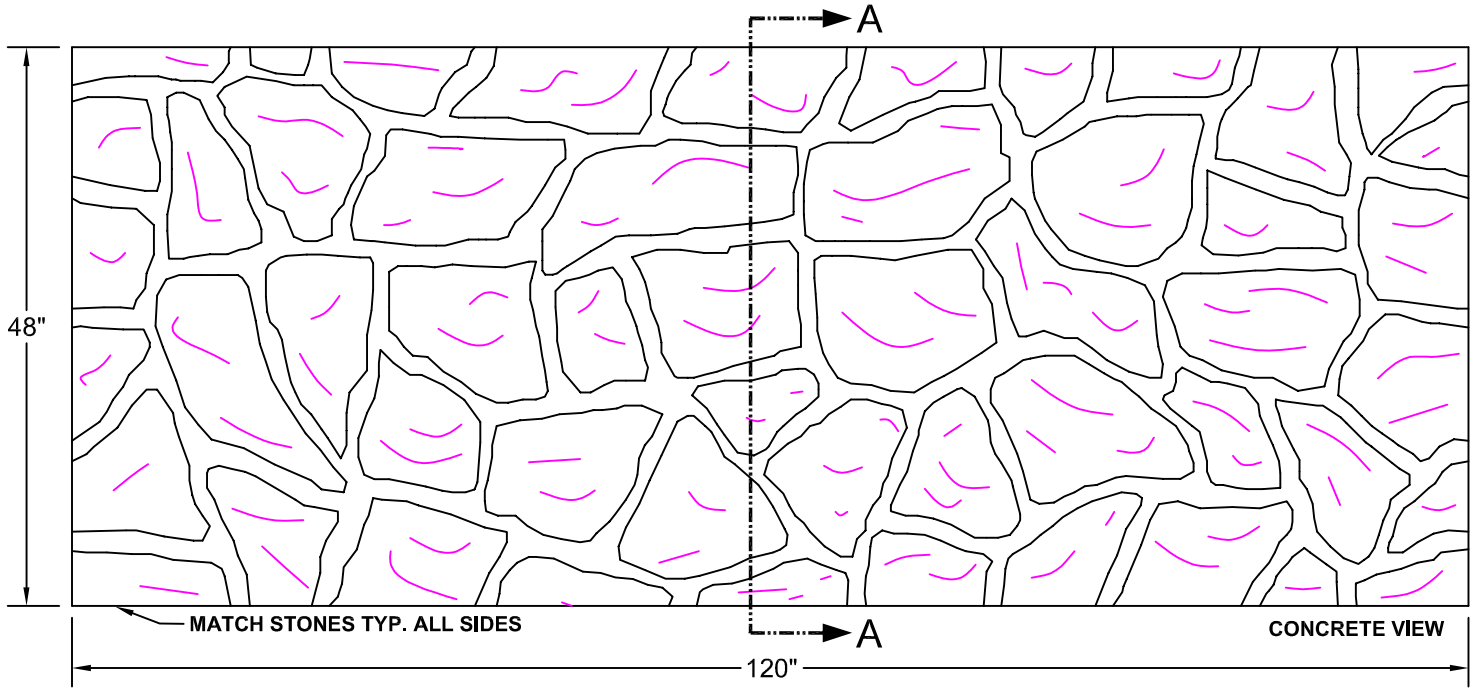 A
48"
MATCH STONES TYP. ALL SIDES
A
CONCRETE VIEW
120"